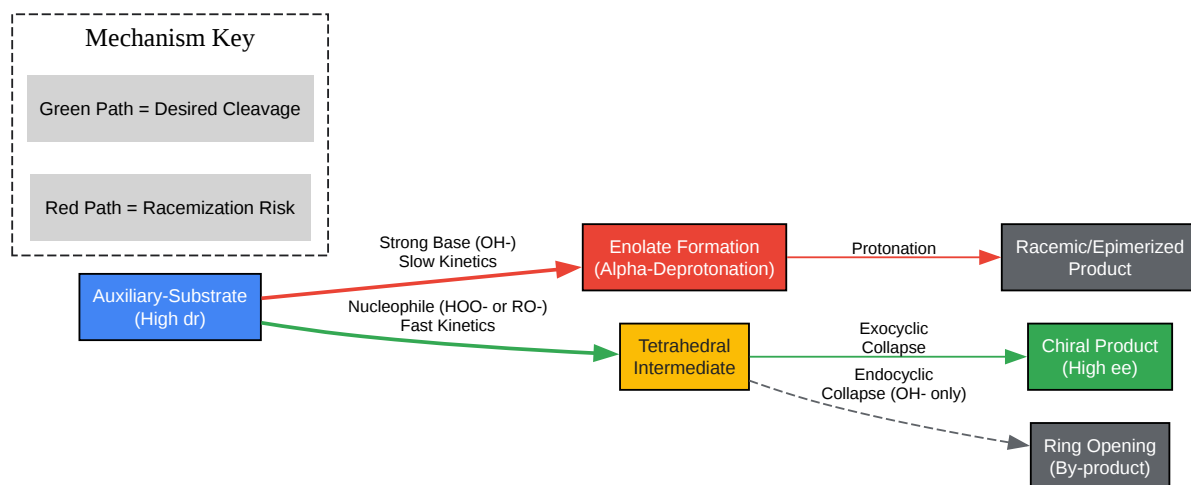 Mechanism Key
Green Path = Desired Cleavage
Red Path = Racemization Risk
Auxiliary-Substrate
(High dr)
Strong Base (OH-)
Slow Kinetics
Nucleophile (HOO- or RO-)
Fast Kinetics
Enolate Formation
(Alpha-Deprotonation)
Protonation
Racemic/Epimerized
Product
Tetrahedral
Intermediate
Exocyclic
Collapse
Endocyclic
Collapse (OH- only)
Chiral Product
(High ee)
Ring Opening
(By-product)